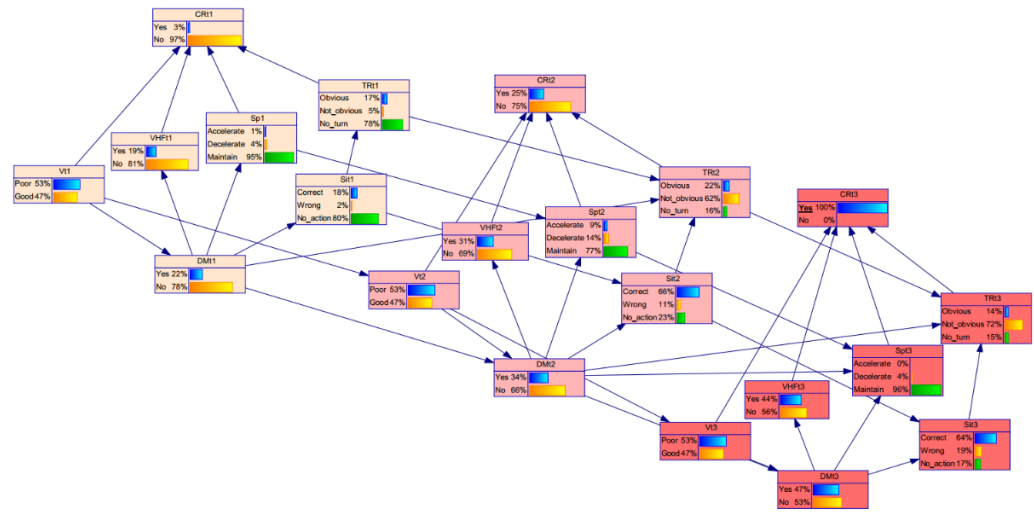 CRt1
Yes 3%
No 97%
TRt1
Obvious 17%
Not_obvious 5%
No_turn 78%
CRt2
Yes 25%
No 75%
Sp1
Accelerate 1%
Decelerate 4%
Maintain 95%
VHFt1
Yes 19%
No 81%
Vt1
Poor 53%
Good 47%
Sit1
Correct 18%
Wrong 2%
No_action 80%
TRt2
Obvious 22%
Not_obvious 62%
No_turn 16%
CRt3
Yes 100%
No 0%
Spt2
Accelerate 9%
Decelerate 14%
Maintain 77%
VHFt2
Yes 31%
No 69%
DMt1
Yes 22%
No 78%
Vt2
Poor 53%
Good 47%
Sit2
Correct 66%
Wrong 11%
No_action 23%
TRt3
Obvious 14%
Not_obvious 72%
No_turn 15%
Spt3
Accelerate 0%
Decelerate 4%
Maintain 96%
DMt2
Yes 34%
No 66%
VHFt3
Yes 44%
No 56%
Vt3
Poor 53%
Good 47%
Sit3
Correct 64%
Wrong 19%
No_action 17%
DMt3
Yes 47%
No 53%